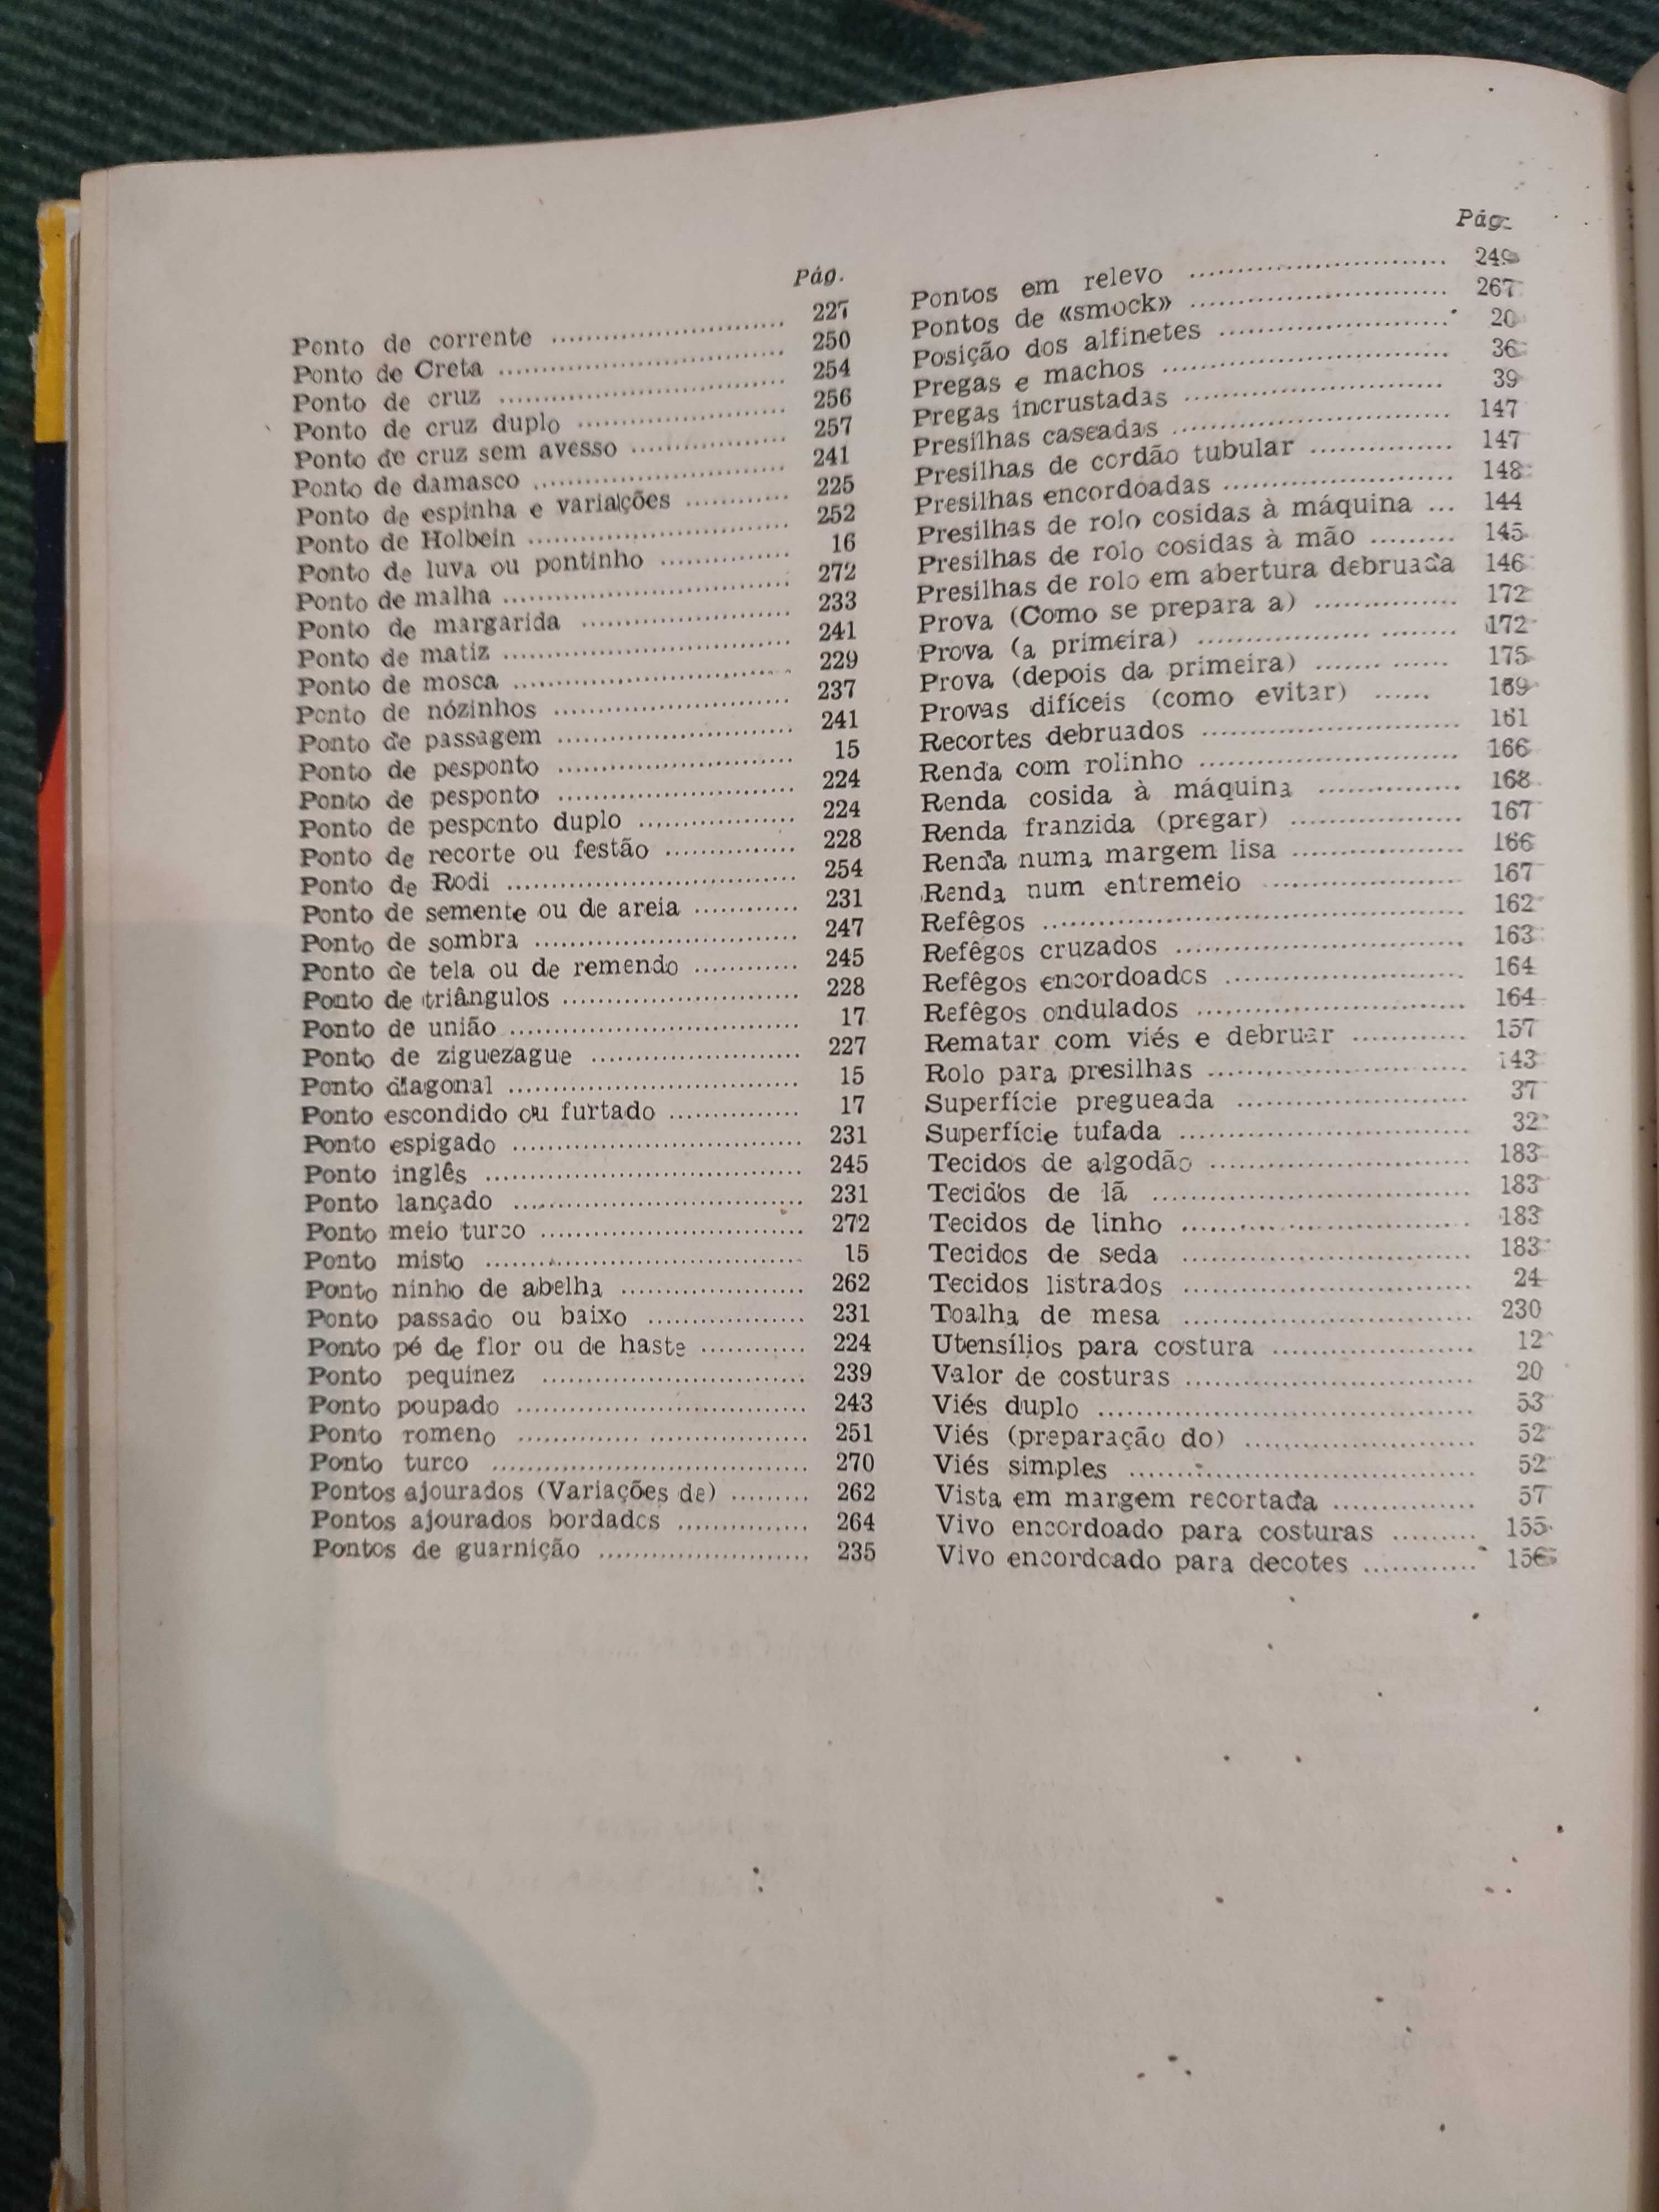 Pág.
Ponto de corrente ............................ 227
Ponto de Creta ................................... 250
Ponto de cruz ................................... 254
Ponto de cruz duplo ......................... 256
Ponto de cruz sem avesso .................. 257
Ponto de damasco .............................. 241
Ponto de espinha e variações ............ 225
Ponto de Holbein .............................. 252
Ponto de luva ou pontinho ............... 16
Ponto de malha ................................. 272
Ponto de margarida ......................... 233
Ponto de matiz ................................. 241
Ponto de mosca ................................. 229
Ponto de nózinhos ............................ 237
Ponto de passagem ............................ 241
Ponto de pesponto ............................ 15
Ponto de pesponto ............................ 224
Ponto de pesponto duplo .................. 224
Ponto de recorte ou festão ............... 228
Ponto de Rodi ................................. 254
Ponto de semente ou de areia ............ 231
Ponto de sombra .............................. 247
Ponto de tela ou de remendo ............ 245
Ponto de triângulos ........................... 228
Ponto de união ................................. 17
Ponto de ziguezague ......................... 227
Ponto diagonal ................................. 15
Ponto escondido ou furtado ............... 17
Ponto espigado ................................. 231
Ponto inglês .................................... 245
Ponto lançado ................................. 231
Ponto meio turco .............................. 272
Ponto misto .................................... 15
Ponto ninho de abelha ..................... 262
Ponto passado ou baixo .................. 231
Ponto pé de flor ou de haste ............ 224
Ponto pequinez .............................. 239
Ponto poupado ................................. 243
Ponto romeno ................................. 251
Ponto turco .................................... 270
Pontos ajourados (Variações de) ......... 262
Pontos ajourados bordados ............... 264
Pontos de guarnição ........................ 235
Pág.
Pontos em relevo ............................ 249
Pontos de «smock» ............................ 267
Posição dos alfinetes ......................... 20
Pregas e machos .............................. 36
Pregas incrustadas ........................... 39
Presilhas caseadas .............................. 147
Presilhas de cordão tubular ............... 147
Presilhas encordoadas ......................... 148
Presilhas de rolo cosidas à máquina ... 144
Presilhas de rolo cosidas à mão ......... 145
Presilhas de rolo em abertura debruada 146
Prova (Como se prepara a) ............... 172
Prova (a primeira) ............................ 172
Prova (depois da primeira) ............... 175
Provas difíceis (como evitar) ...... 169
Recortes debruados ............................ 161
Renda com rolinho ............................ 166
Renda cosida à máquina ............... 168
Renda franzida (pregar) .................. 167
Renda numa margem lisa .................. 166
Renda num entremeio ..................... 167
Refêgos ............................................. 162
Refêgos cruzados .............................. 163
Refêgos encordoados ......................... 164
Refêgos ondulados ............................ 164
Rematar com viés e debruar ............ 157
Rolo para presilhas ............................ 143
Superfície pregueada ........................ 37
Superfície tufada .............................. 32
Tecidos de algodão ............................ 183
Tecidos de lã .................................... 183
Tecidos de linho .............................. 183
Tecidos de seda .............................. 183
Tecidos listrados .............................. 24
Toalha de mesa .............................. 230
Utensílios para costura ..................... 12
Valor de costuras .............................. 20
Viés duplo ....................................... 53
Viés (preparação do) ........................ 52
Viés simples .................................... 52
Vista em margem recortada ............... 57
Vivo encordoado para costuras ......... 155
Vivo encordoado para decotes ............ 156